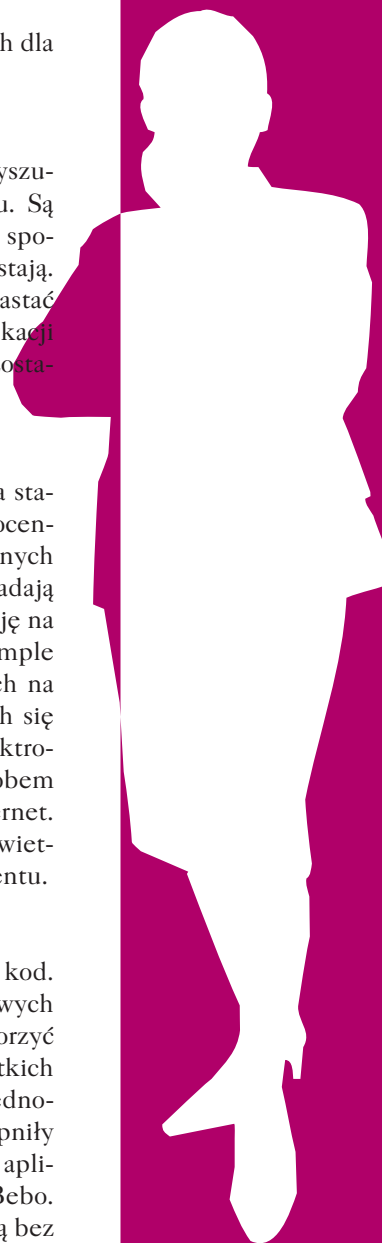 h dla
yszu-
u. Są
spo-
stają.
astać
kacji
osta-
a sta-
ocen-
nych
adają
ję na
mple
ch na
h się
ktro-
obem
ernet.
wiet-
entu.
kod.
wych
orzyć
tkich
edno-
pniły
apli-
Bebo.
ą bez